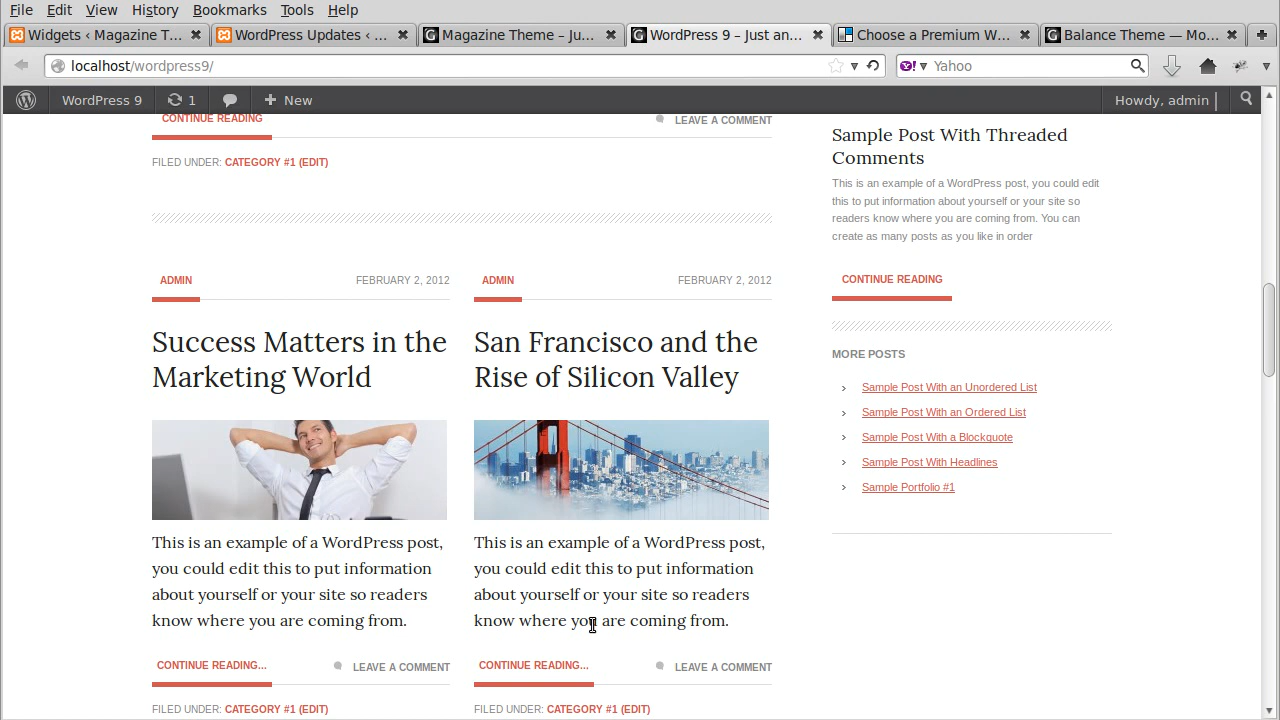 File Edit View History Bookmarks Tools Help
Widgets ‹ Magazine T...
WordPress Updates ‹ ...
Magazine Theme – Ju...
WordPress 9 – Just an...
Choose a Premium W...
Balance Theme — Mo...
localhost/wordpress9/
Yahoo
WordPress 9
1
New
Howdy, admin
CONTINUE READING
LEAVE A COMMENT
FILED UNDER: CATEGORY #1 (EDIT)
ADMIN
FEBRUARY 2, 2012
Success Matters in the
Marketing World
This is an example of a WordPress post,
you could edit this to put information
about yourself or your site so readers
know where you are coming from.
CONTINUE READING...
LEAVE A COMMENT
FILED UNDER: CATEGORY #1 (EDIT)
ADMIN
FEBRUARY 2, 2012
San Francisco and the
Rise of Silicon Valley
This is an example of a WordPress post,
you could edit this to put information
about yourself or your site so readers
know where you are coming from.
CONTINUE READING...
LEAVE A COMMENT
FILED UNDER: CATEGORY #1 (EDIT)
Sample Post With Threaded
Comments
This is an example of a WordPress post, you could edit
this to put information about yourself or your site so
readers know where you are coming from. You can
create as many posts as you like in order
CONTINUE READING
MORE POSTS
Sample Post With an Unordered List
Sample Post With an Ordered List
Sample Post With a Blockquote
Sample Post With Headlines
Sample Portfolio #1